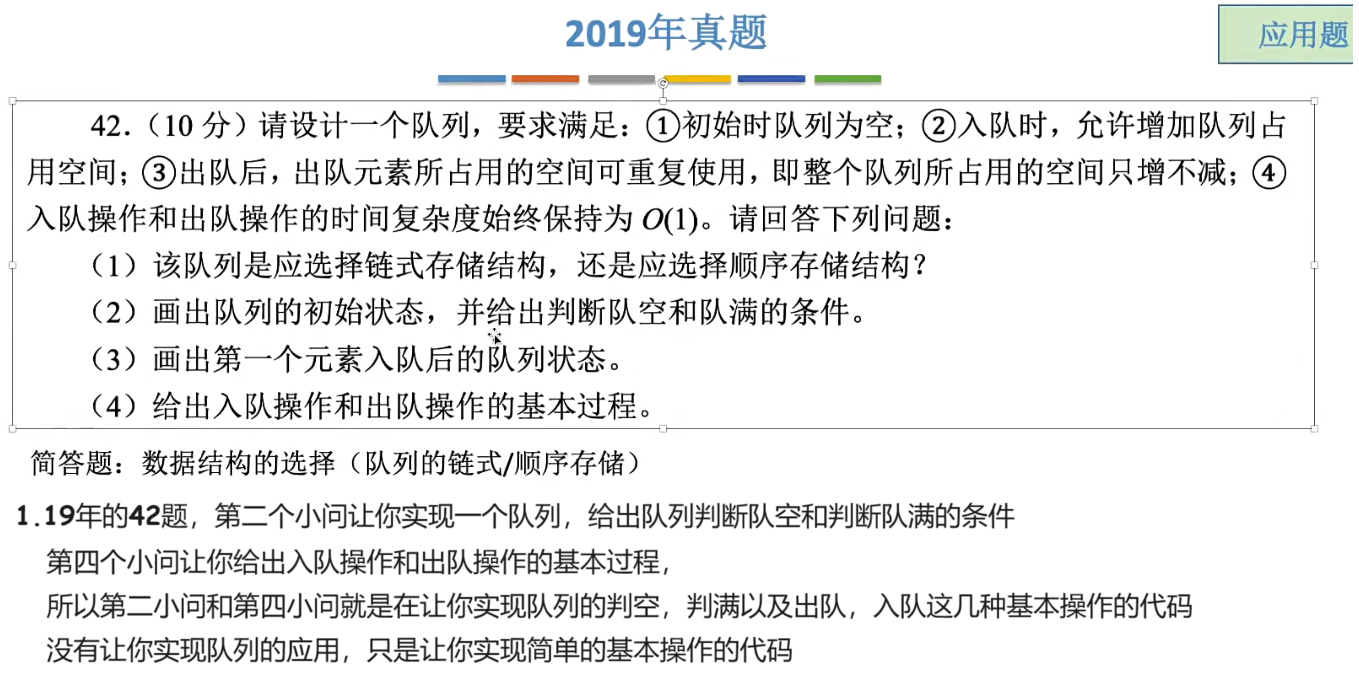 2019年真题
应用题
42.（10 分）请设计一个队列，要求满足：①初始时队列为空；②入队时，允许增加队列占
用空间；③出队后，出队元素所占用的空间可重复使用，即整个队列所占用的空间只增不减；④
入队操作和出队操作的时间复杂度始终保持为 O(1)。请回答下列问题：
（1）该队列是应选择链式存储结构，还是应选择顺序存储结构？
（2）画出队列的初始状态，并给出判断队空和队满的条件。
（3）画出第一个元素入队后的队列状态。
（4）给出入队操作和出队操作的基本过程。
简答题：数据结构的选择（队列的链式/顺序存储）
1.19年的42题，第二个小问让你实现一个队列，给出队列判断队空和判断队满的条件
第四个小问让你给出入队操作和出队操作的基本过程，
所以第二小问和第四小问就是在让你实现队列的判空，判满以及出队，入队这几种基本操作的代码
没有让你实现队列的应用，只是让你实现简单的基本操作的代码